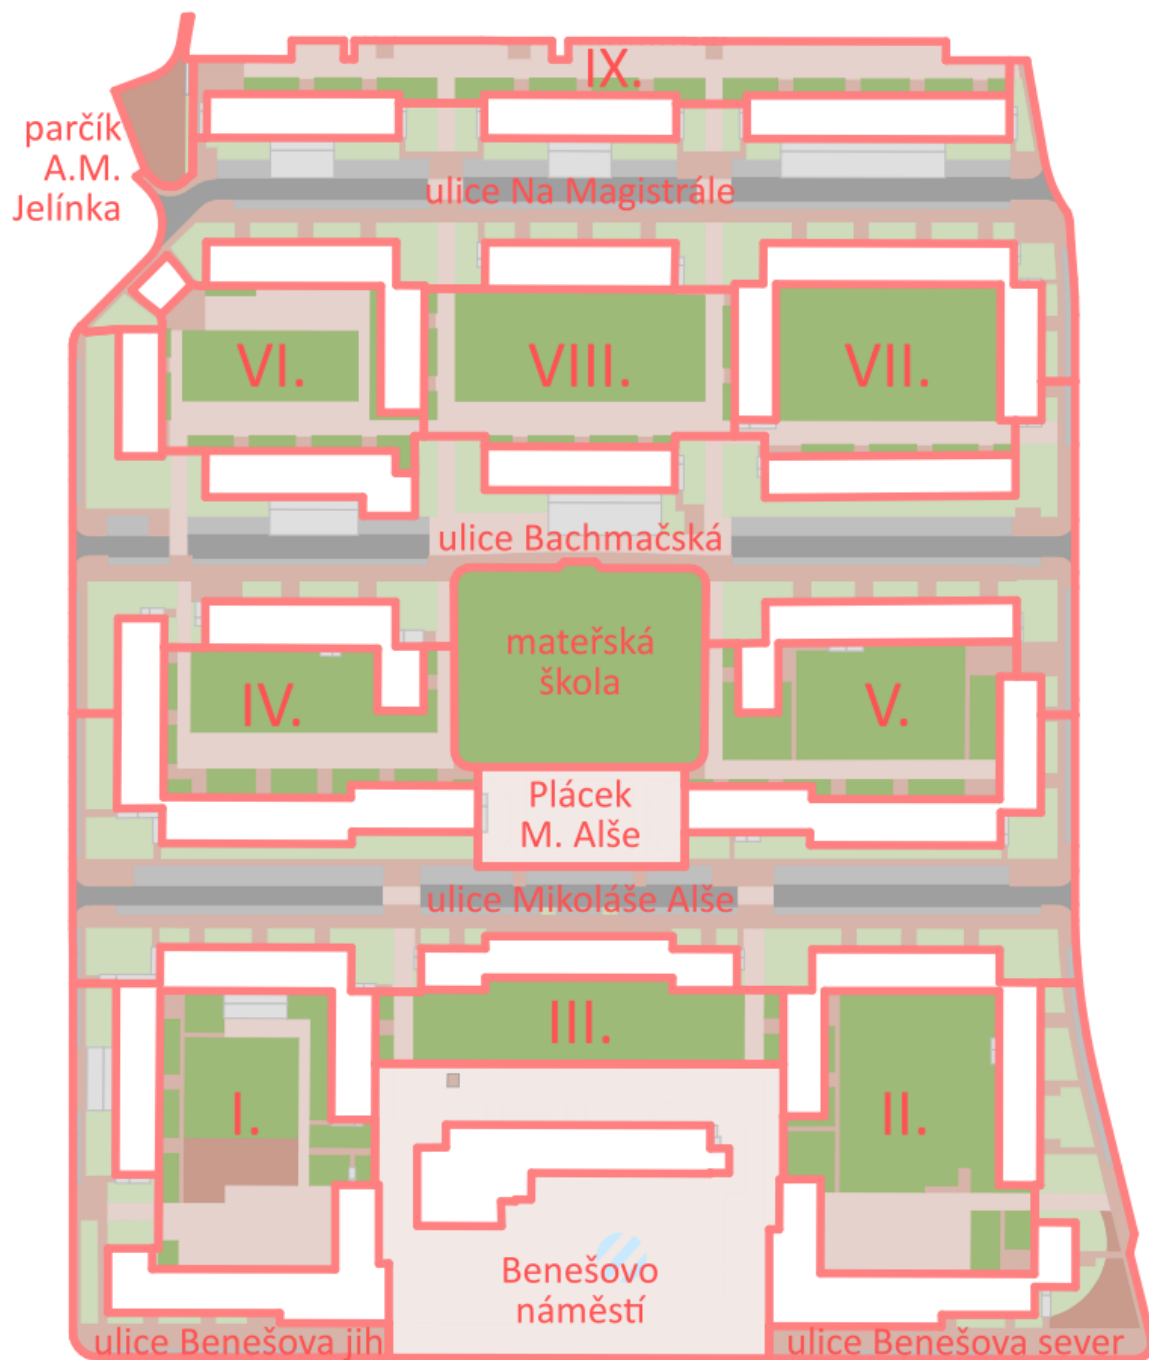 IX.
parčík
A.M.
Jelínka
ulice Na Magistrále
VI.
VIII.
VII.
ulice Bachmačská
mateřská
škola
IV.
V.
Plácek
M. Alše
ulice Mikoláše Alše
III.
I.
II.
Benešovo
náměstí
ulice Benešova jih
ulice Benešova sever